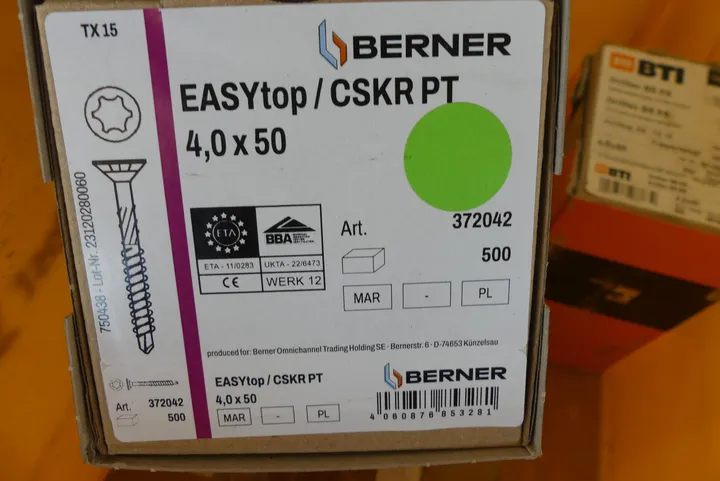 TX 15
BERNER
EASYtop / CSKR PT
4,0 x 50
ETA
BBA
ETA - 11/0283
UKTA - 22/6473
CE
WERK 12
Art.
372042
500
MAR
-
PL
750438 - Lot-Nr. 23120280060
produced for: Berner Omnichannel Trading Holding SE · Bernerstr. 6 · D-74653 Künzelsau
EASYtop / CSKR PT
4,0 x 50
Art.
372042
500
MAR
-
PL
BERNER
4 060876 853281
BTI
BTI